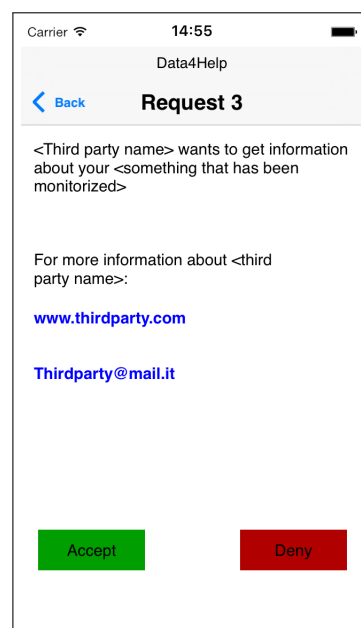 Carrier 14:55
Data4Help
Back Request 3
<Third party name> wants to get information
about your <something that has been
monitorized>
For more information about <third
party name>:
www.thirdparty.com
Thirdparty@mail.it
Accept Deny